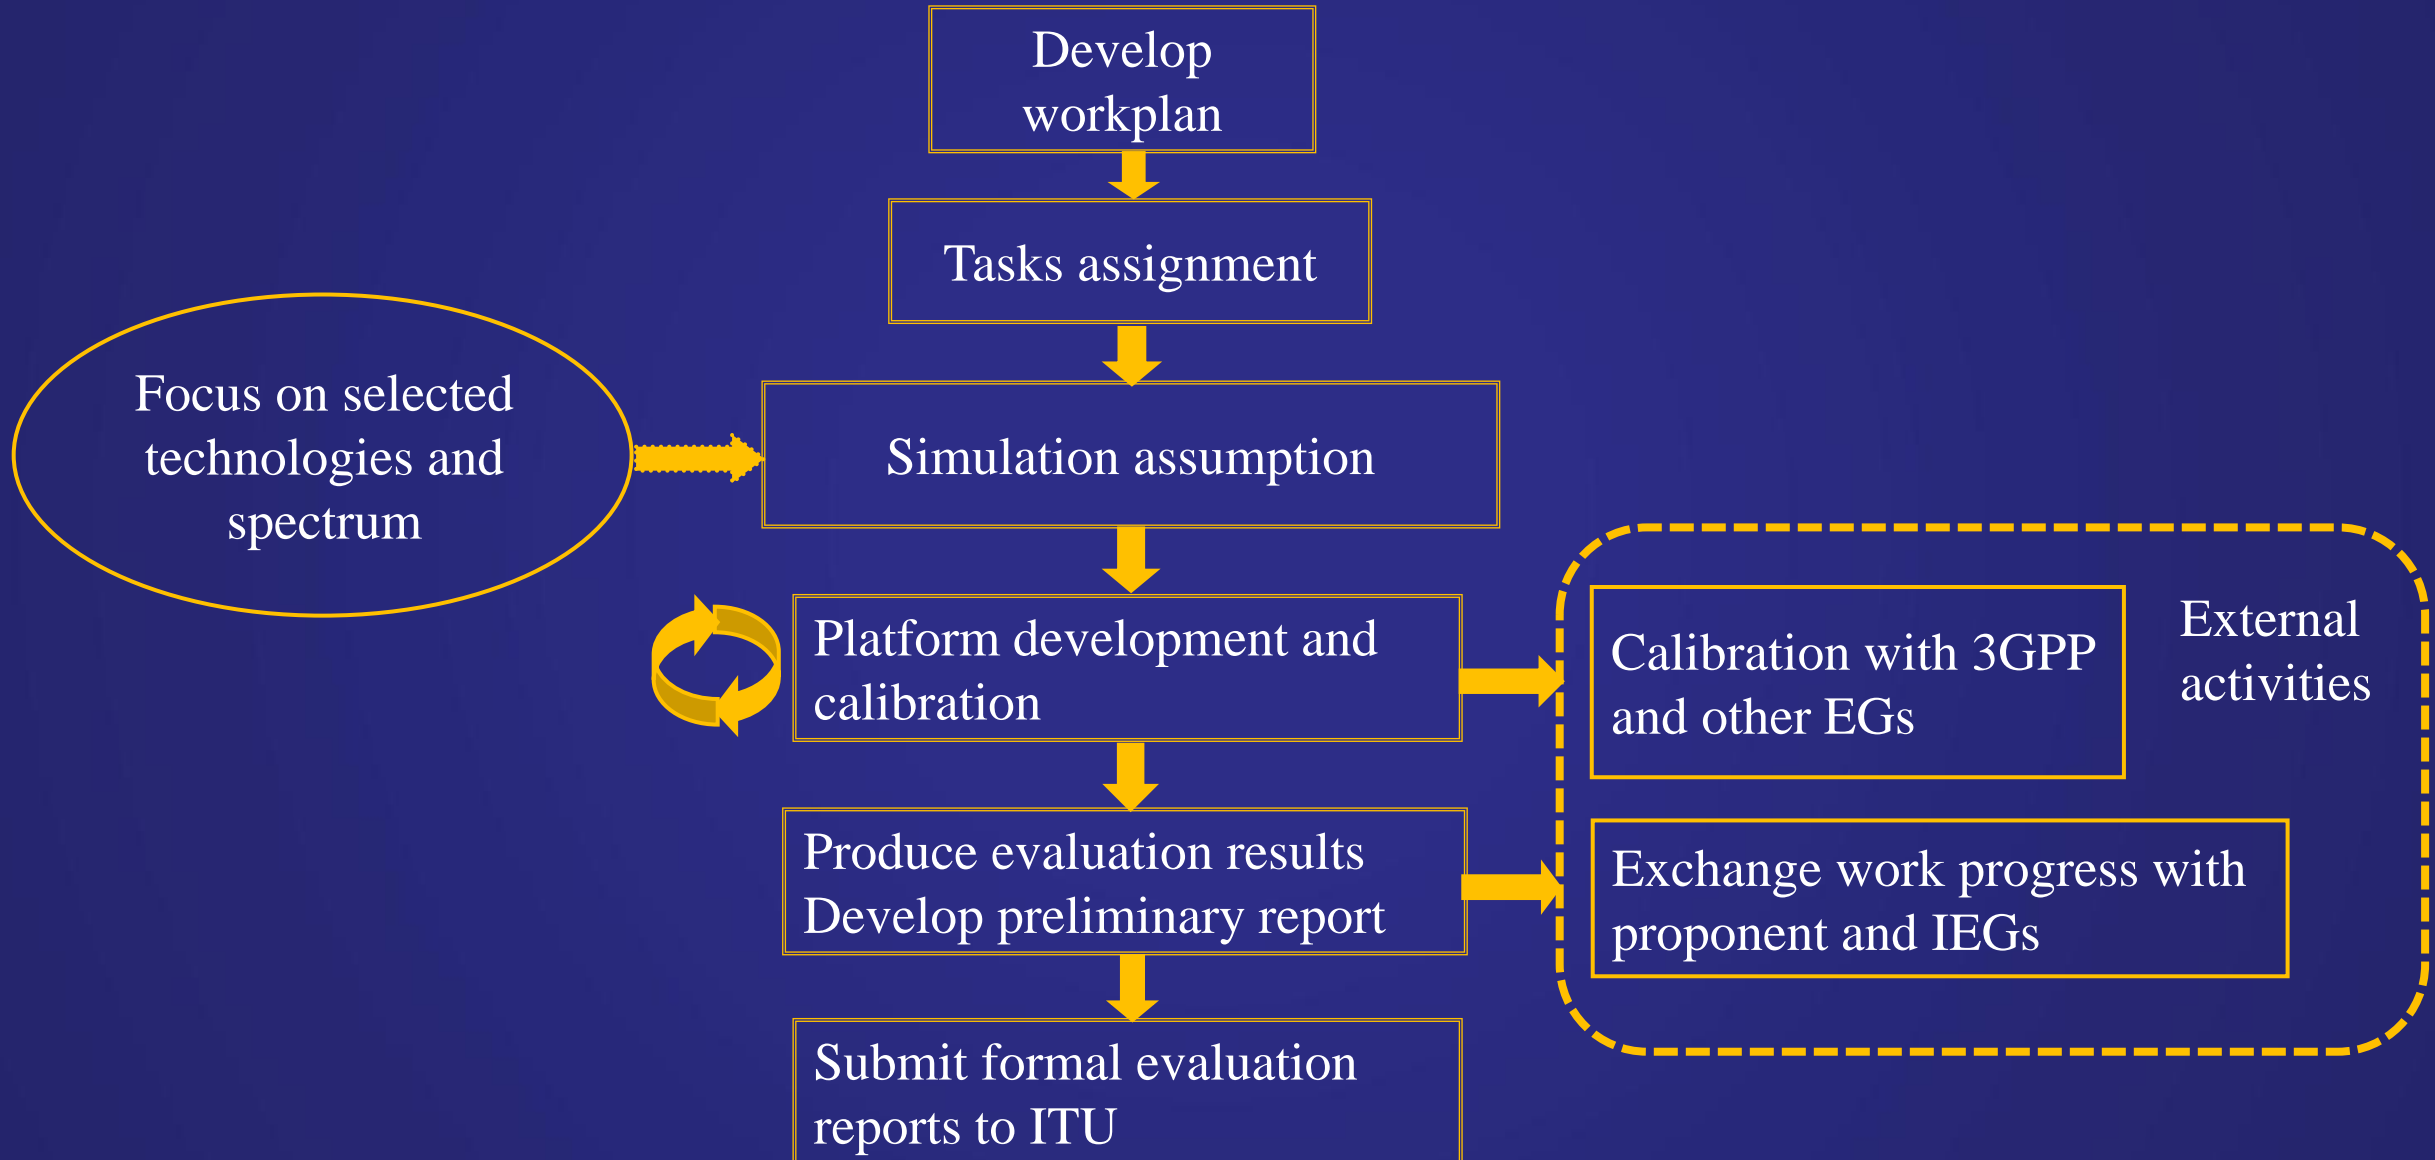 Develop
workplan
Tasks assignment
Focus on selected
technologies and
spectrum
Simulation assumption
Platform development and
calibration
Calibration with 3GPP
and other EGs
External
activities
Produce evaluation results
Develop preliminary report
Exchange work progress with
proponent and IEGs
Submit formal evaluation
reports to ITU